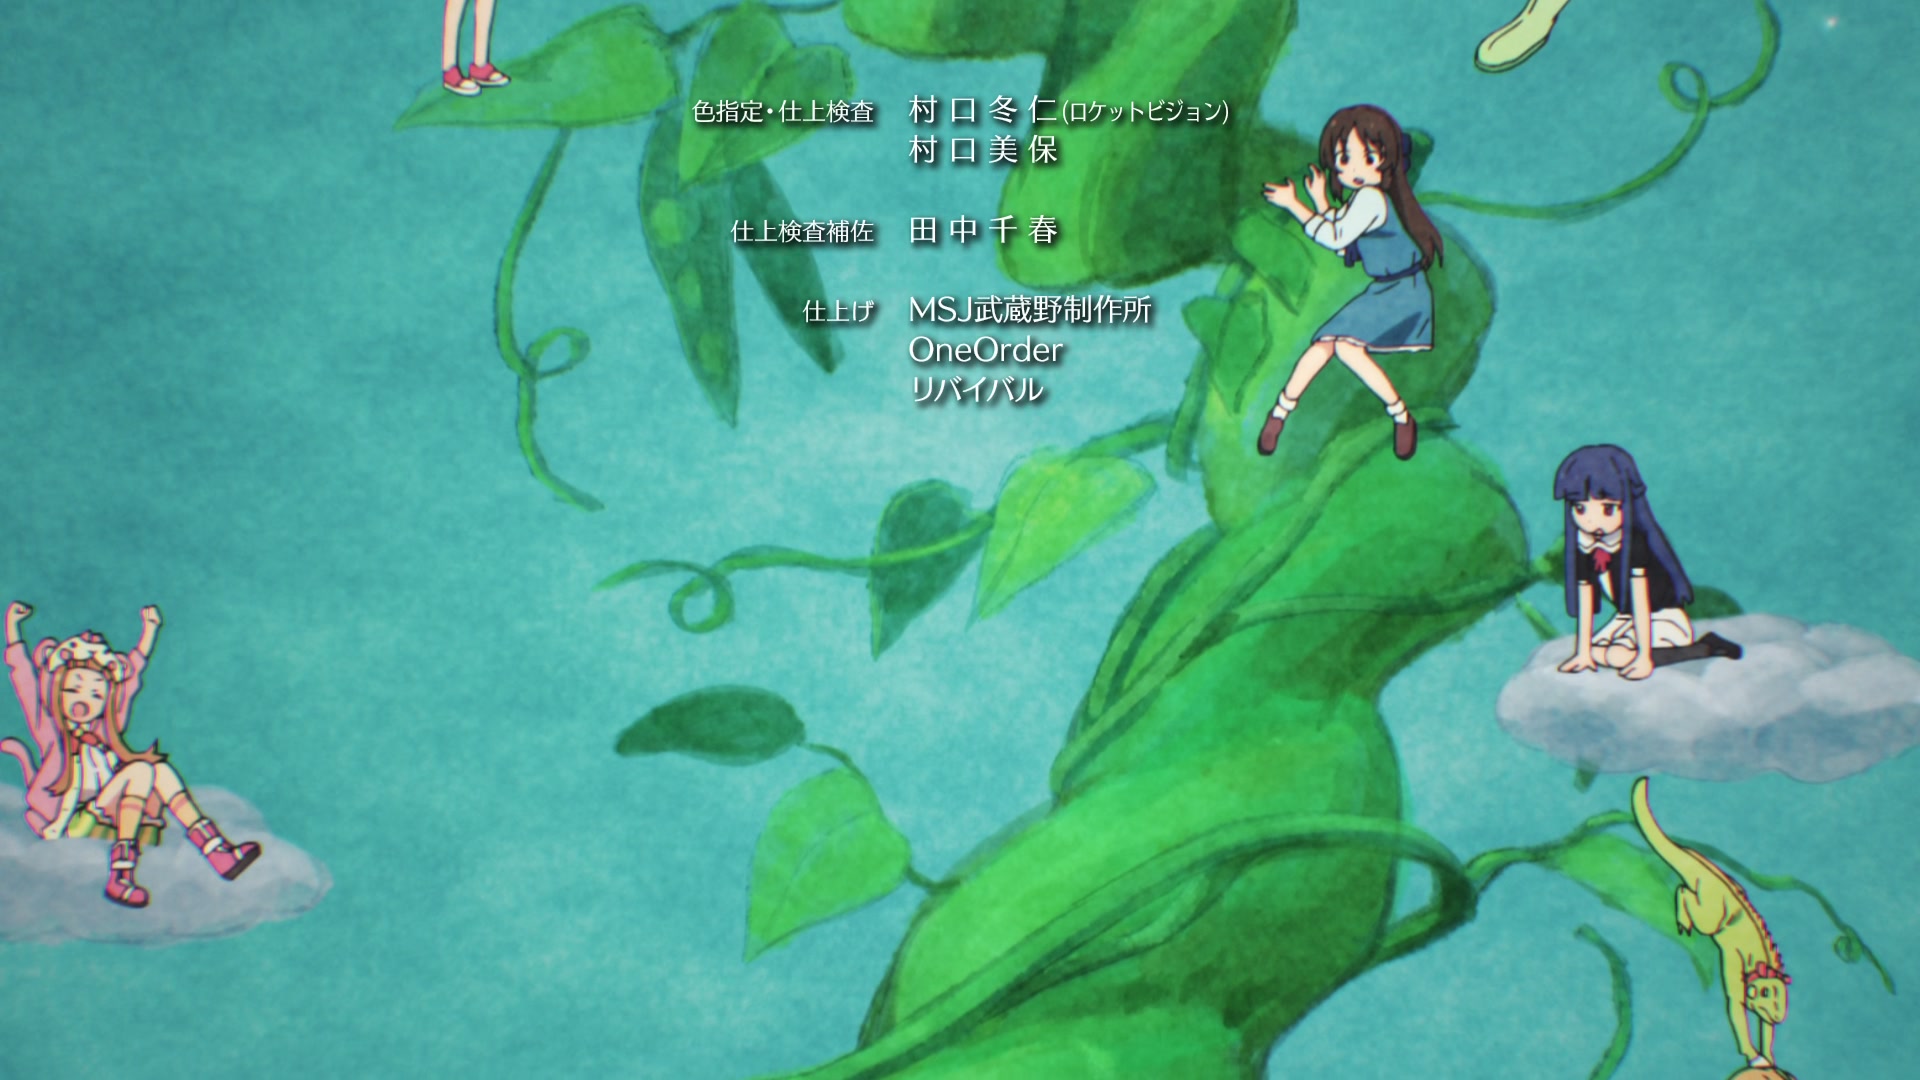 色指定・仕上検査 村口冬仁(ロケットビジョン)
村口美保
仕上検査補佐 田中千春
仕上げ MSJ武蔵野制作所
OneOrder
リバイバル